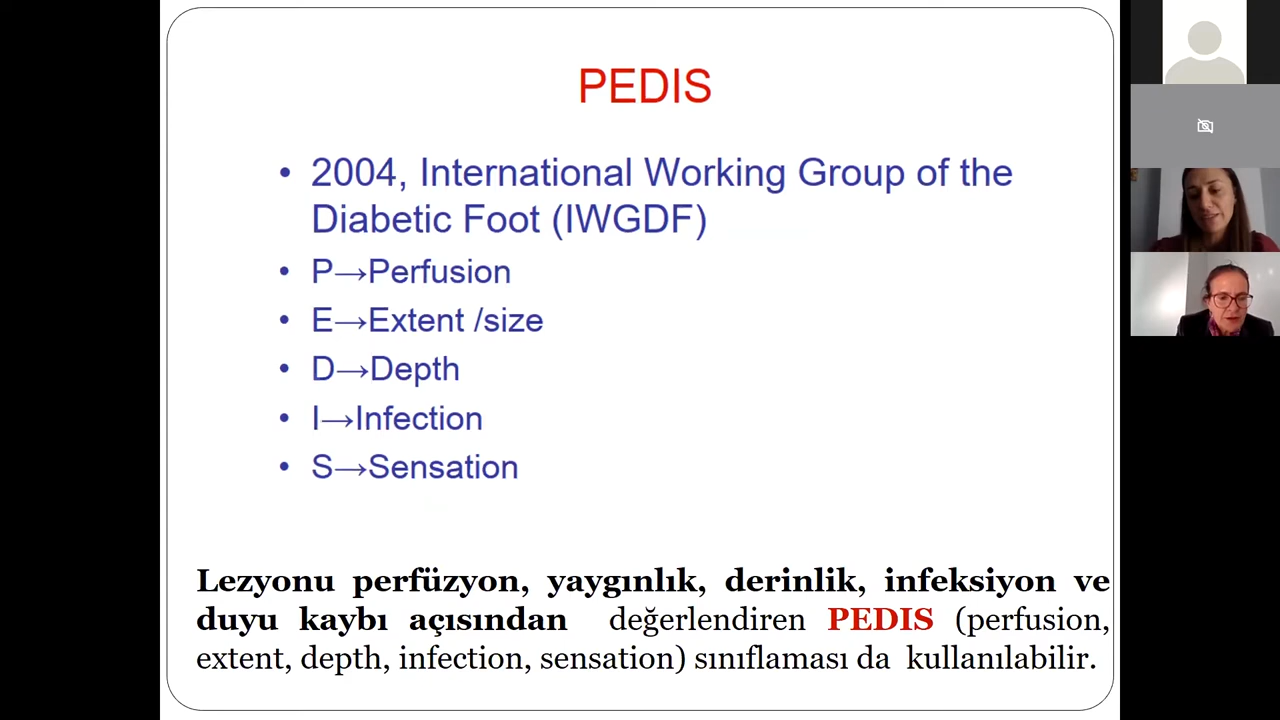 PEDIS
• 2004, International Working Group of the
Diabetic Foot (IWGDF)
• P→Perfusion
• E→Extent /size
• D→Depth
• I→Infection
• S→Sensation
Lezyonu perfüzyon, yaygınlık, derinlik, infeksiyon ve
duyu kaybı açısından değerlendiren PEDIS (perfusion,
extent, depth, infection, sensation) sınıflaması da kullanılabilir.